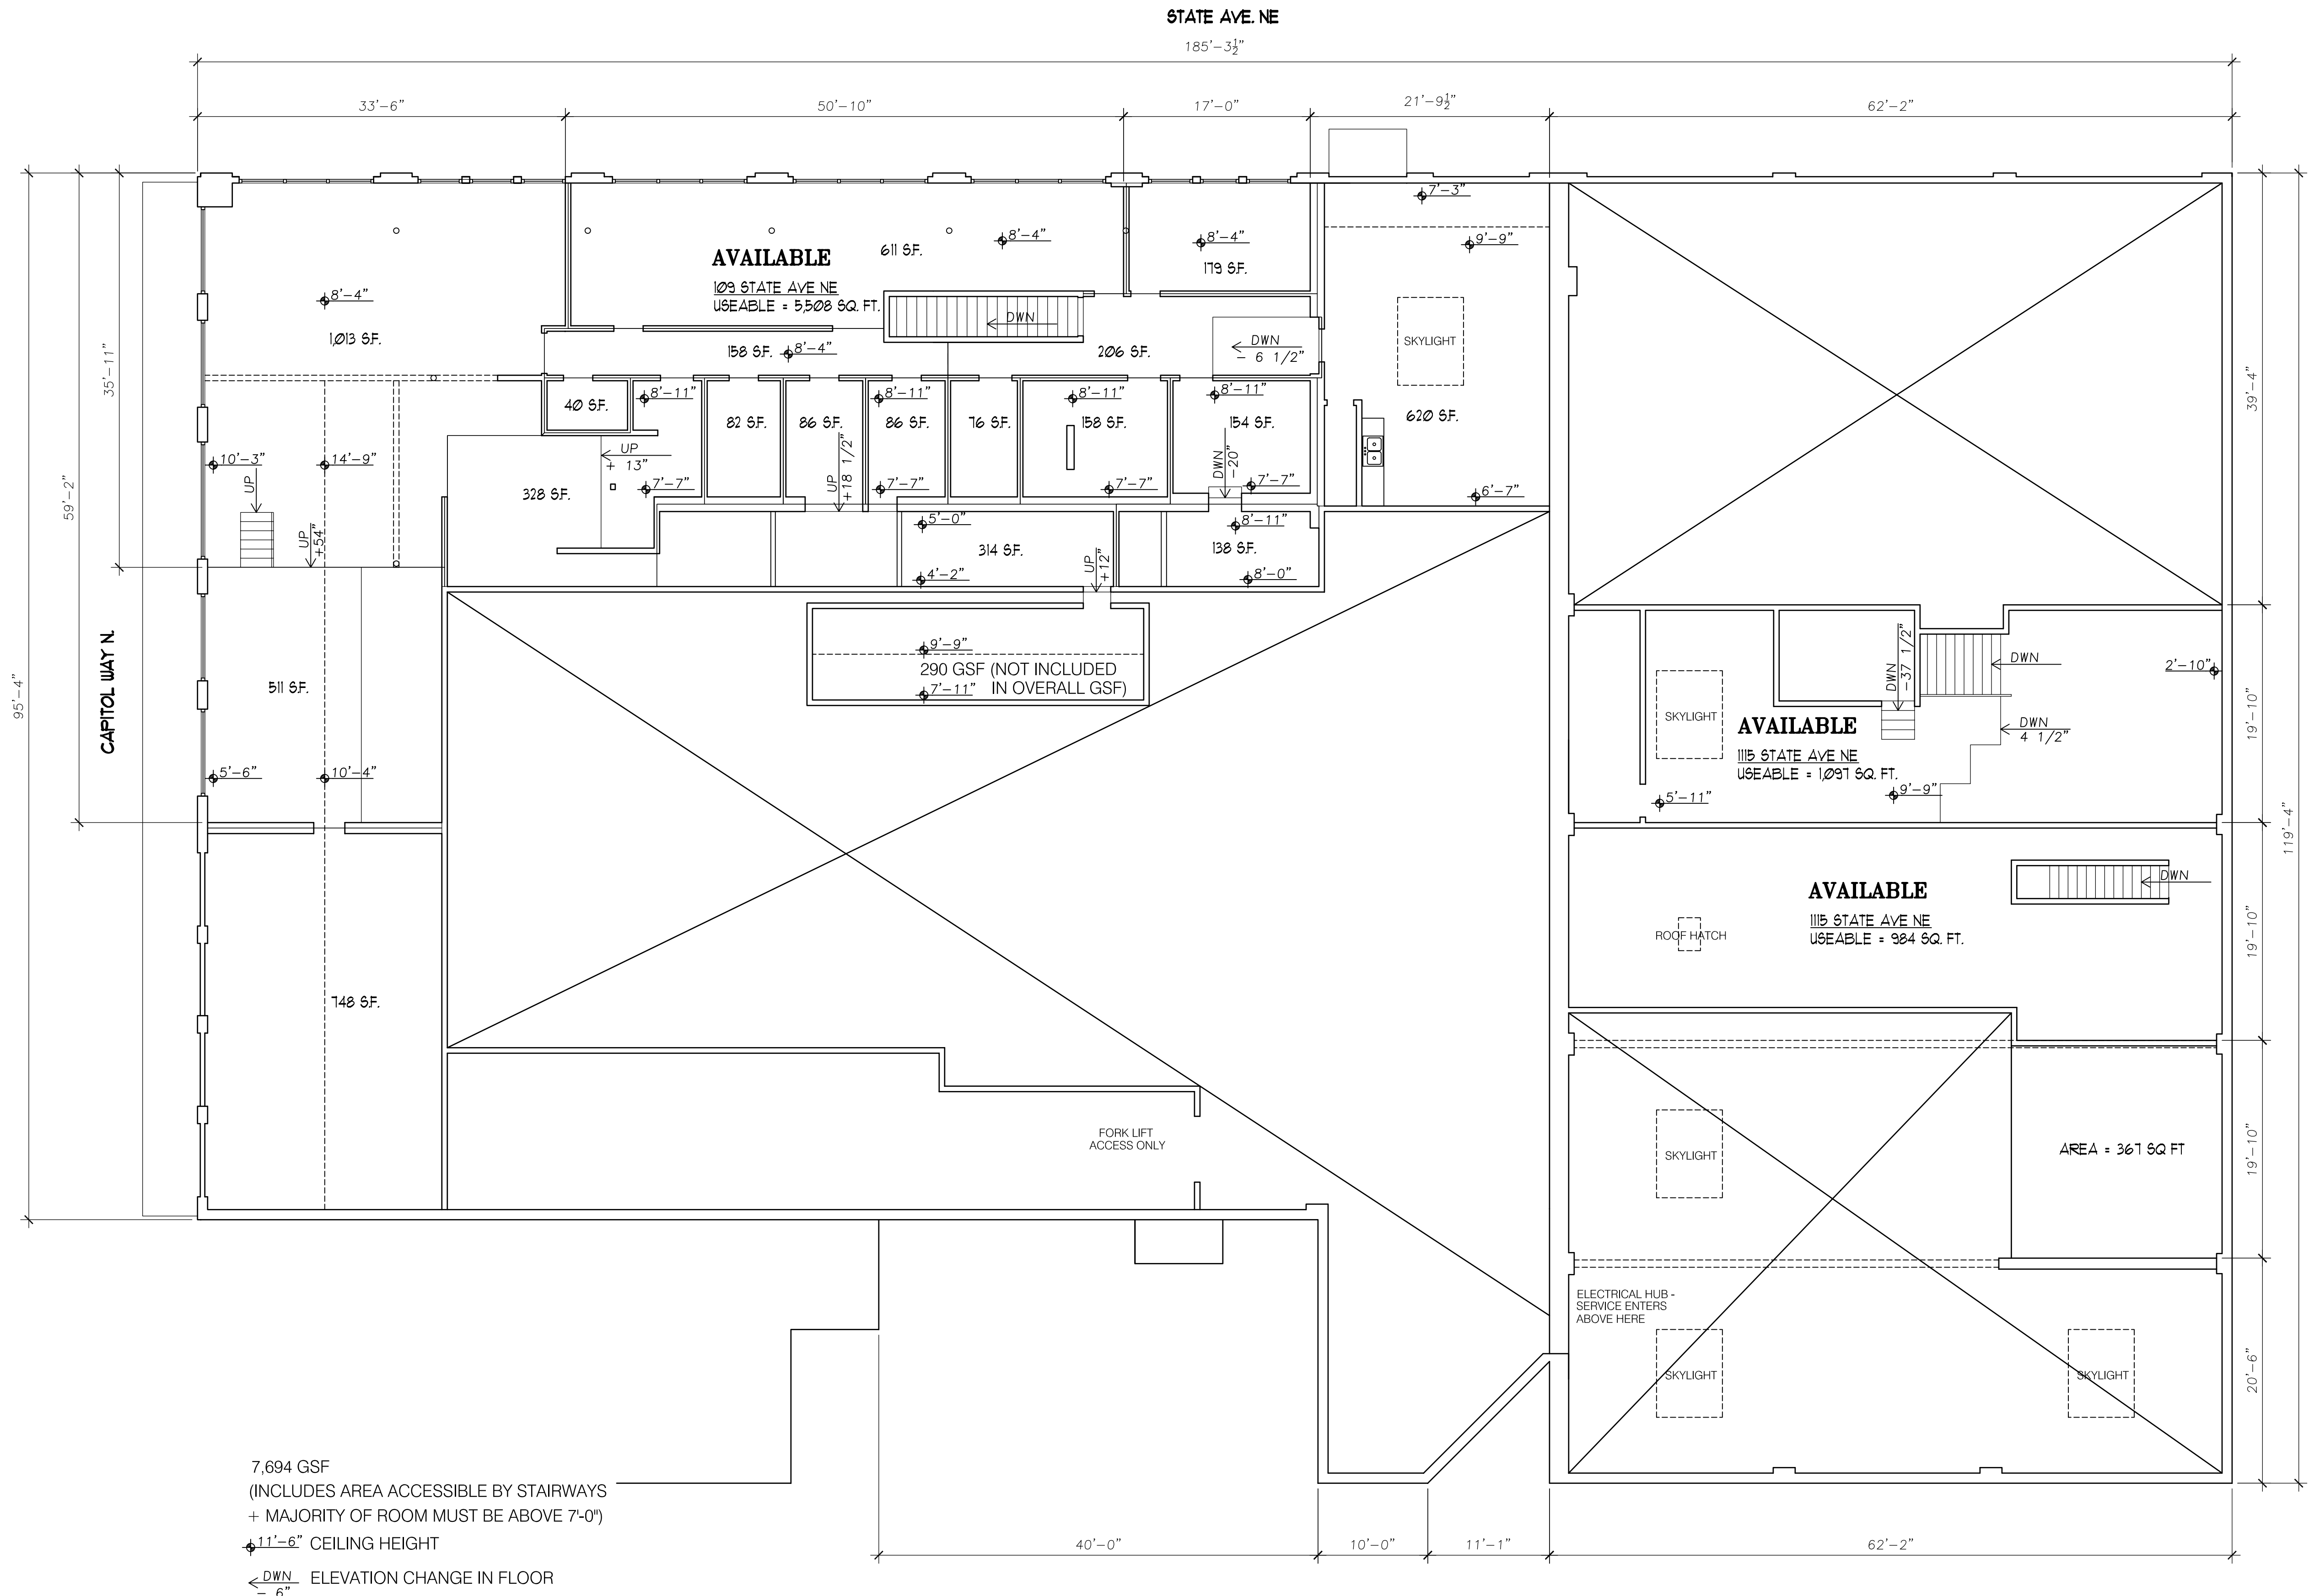 STATE AVE. NE
185'-3½"
33'-6"
50'-10"
17'-0"
21'-9½"
62'-2"
7'-3"
8'-4"
611 S.F.
8'-4"
9'-9"
AVAILABLE
179 S.F.
109 STATE AVE NE
USEABLE = 5,508 SQ. FT.
8'-4"
DWN
SKYLIGHT
1,013 S.F.
158 S.F.
8'-4"
206 S.F.
DWN
- 6 1/2"
35'-11"
39'-4"
40 S.F.
8'-11"
8'-11"
8'-11"
8'-11"
82 S.F.
86 S.F.
86 S.F.
76 S.F.
158 S.F.
154 S.F.
620 S.F.
10'-3"
14'-9"
UP
UP
+ 13"
UP
+18 1/2"
DWN
-20"
59'-2"
328 S.F.
7'-7"
7'-7"
7'-7"
7'-7"
6'-7"
UP
+54"
5'-0"
8'-11"
314 S.F.
138 S.F.
UP
+12"
4'-2"
8'-0"
95'-4"
CAPITOL WAY N.
511 S.F.
9'-9"
290 GSF (NOT INCLUDED
IN OVERALL GSF)
7'-11"
DWN
-37 1/2"
DWN
2'-10"
SKYLIGHT
AVAILABLE
DWN
4 1/2"
19'-10"
1115 STATE AVE NE
USEABLE = 1,097 SQ. FT.
5'-6"
10'-4"
5'-11"
9'-9"
119'-4"
AVAILABLE
DWN
1115 STATE AVE NE
USEABLE = 984 SQ. FT.
ROOF HATCH
19'-10"
748 S.F.
FORK LIFT
ACCESS ONLY
SKYLIGHT
AREA = 367 SQ FT
19'-10"
ELECTRICAL HUB -
SERVICE ENTERS
ABOVE HERE
SKYLIGHT
SKYLIGHT
20'-6"
7,694 GSF
(INCLUDES AREA ACCESSIBLE BY STAIRWAYS
+ MAJORITY OF ROOM MUST BE ABOVE 7'-0")
11'-6" CEILING HEIGHT
DWN
- 6"
ELEVATION CHANGE IN FLOOR
40'-0"
10'-0"
11'-1"
62'-2"